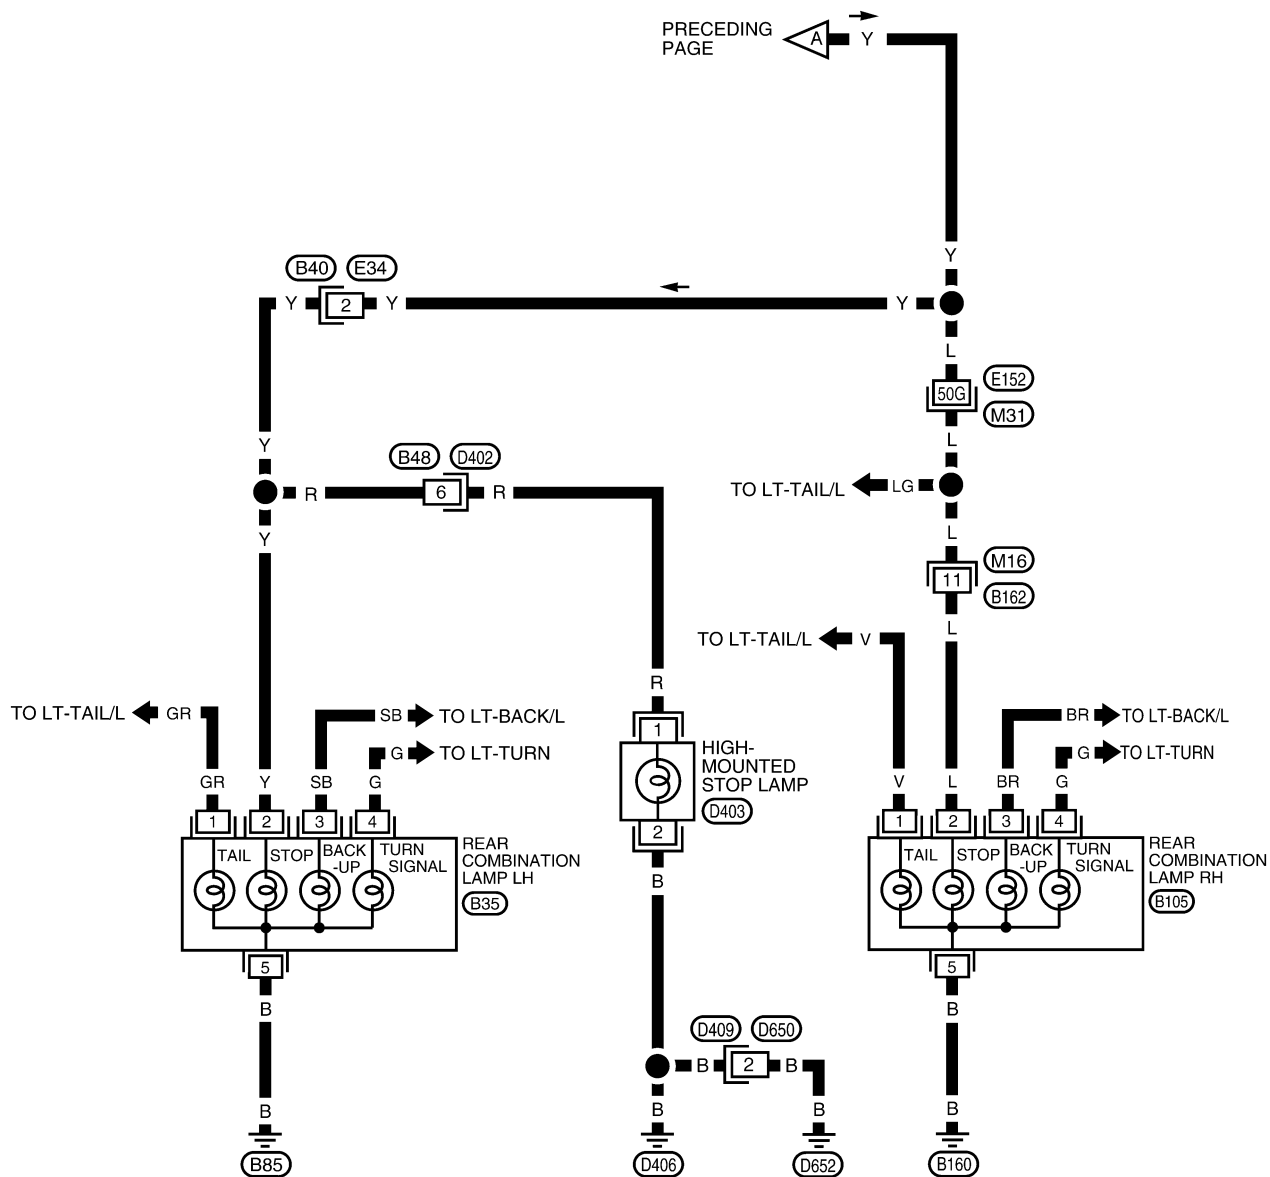 PRECEDING
PAGE
A
Y
Y
B40
E34
Y
2
Y
Y
L
50G
E152
M31
L
Y
B48
D402
R
6
R
TO LT-TAIL/L
LG
Y
L
11
M16
B162
L
TO LT-TAIL/L
V
R
TO LT-TAIL/L
GR
SB
TO LT-BACK/L
G
TO LT-TURN
BR
TO LT-BACK/L
G
TO LT-TURN
1
HIGH-
MOUNTED
STOP LAMP
D403
2
GR
Y
SB
G
V
L
BR
G
1
2
3
4
1
2
3
4
TAIL
STOP
BACK
-UP
TURN
SIGNAL
REAR
COMBINATION
LAMP LH
B35
TAIL
STOP
BACK
-UP
TURN
SIGNAL
REAR
COMBINATION
LAMP RH
B105
B
5
5
B
B
D409
D650
B
2
B
B
B
B
B
B85
D406
D652
B160